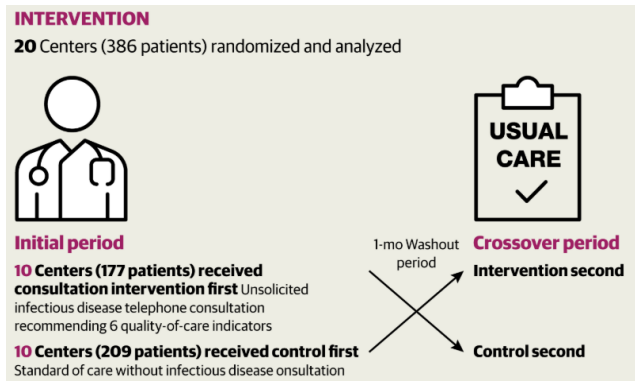 INTERVENTION
20 Centers (386 patients) randomized and analyzed
USUAL
CARE
Initial period
10 Centers (177 patients) received
consultation intervention first Unsolicited
infectious disease telephone consultation
recommending 6 quality-of-care indicators
10 Centers (209 patients) received control first
Standard of care without infectious disease onsultation
1-mo Washout
period
Crossover period
Intervention second
Control second